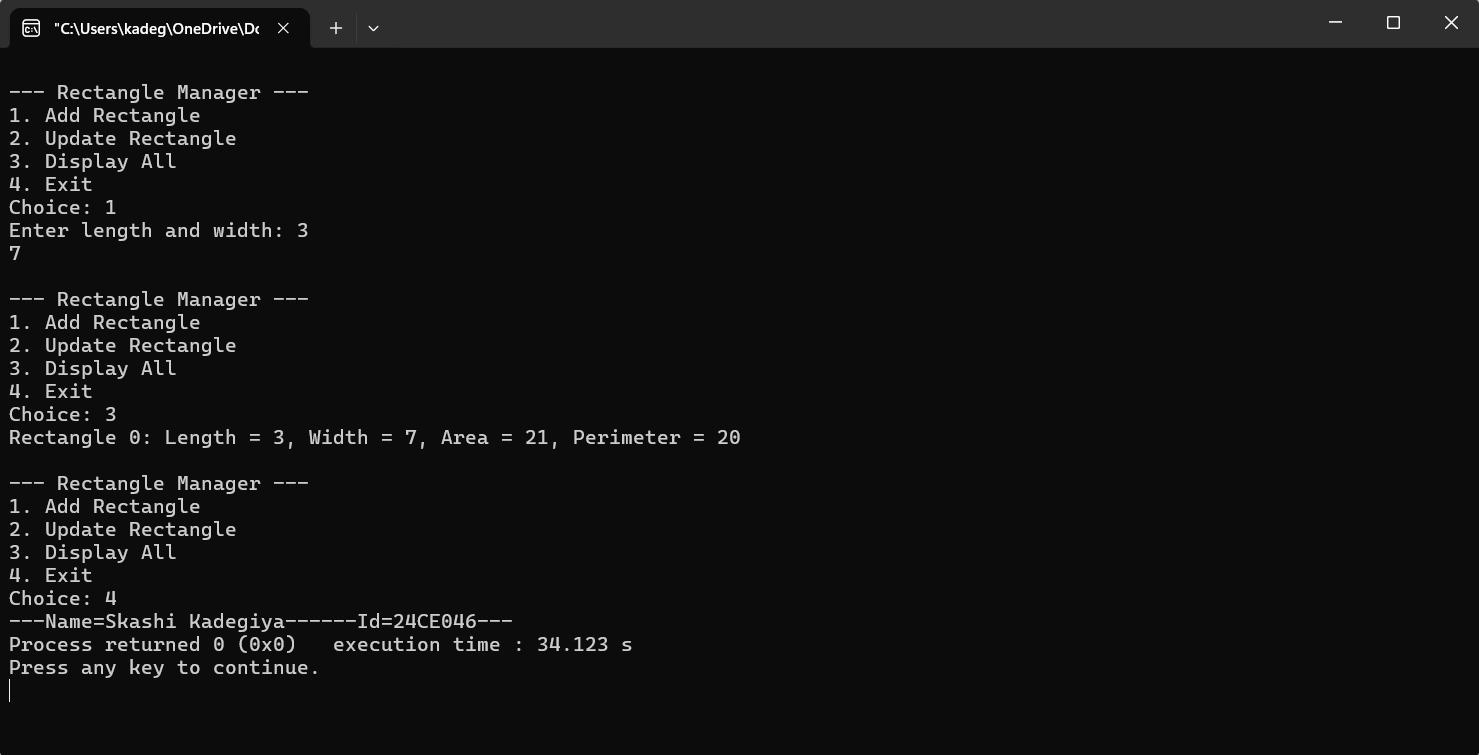 "C:\Users\kadeg\OneDrive\Dc
--- Rectangle Manager ---
1. Add Rectangle
2. Update Rectangle
3. Display All
4. Exit
Choice: 1
Enter length and width: 3
7
--- Rectangle Manager ---
1. Add Rectangle
2. Update Rectangle
3. Display All
4. Exit
Choice: 3
Rectangle 0: Length = 3, Width = 7, Area = 21, Perimeter = 20
--- Rectangle Manager ---
1. Add Rectangle
2. Update Rectangle
3. Display All
4. Exit
Choice: 4
---Name=Skashi Kadegiya------Id=24CE046---
Process returned 0 (0x0)   execution time : 34.123 s
Press any key to continue.